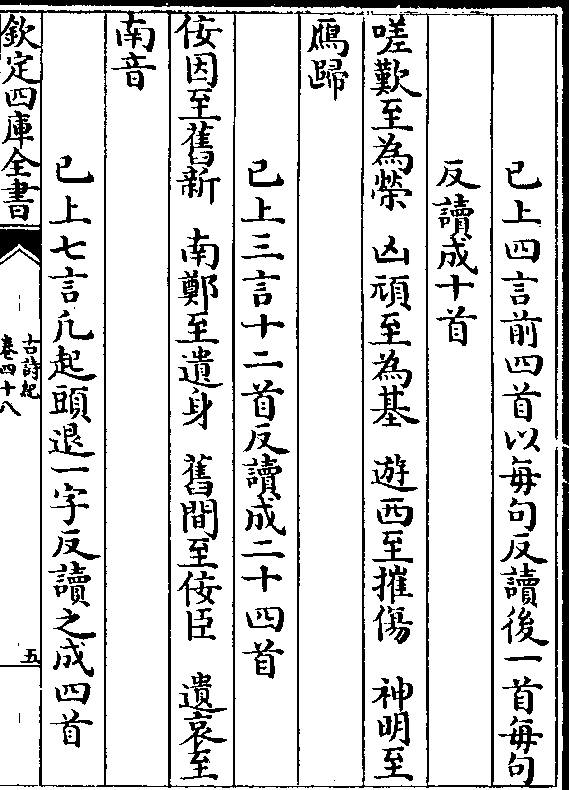 已上四言前四首以每句反讀後一首每句
反讀成十首
嗟歎至為榮　凶頑至為基　遊西至摧傷　神明至
鴈歸
已上三言十二首反讀成二十四首
佞因至舊新　南鄭至遺身　舊間至佞臣　遺哀至
南音
已上七言凡起頭退一字反讀之成四首
欽定四庫全書
古詩紀
卷四十八
五